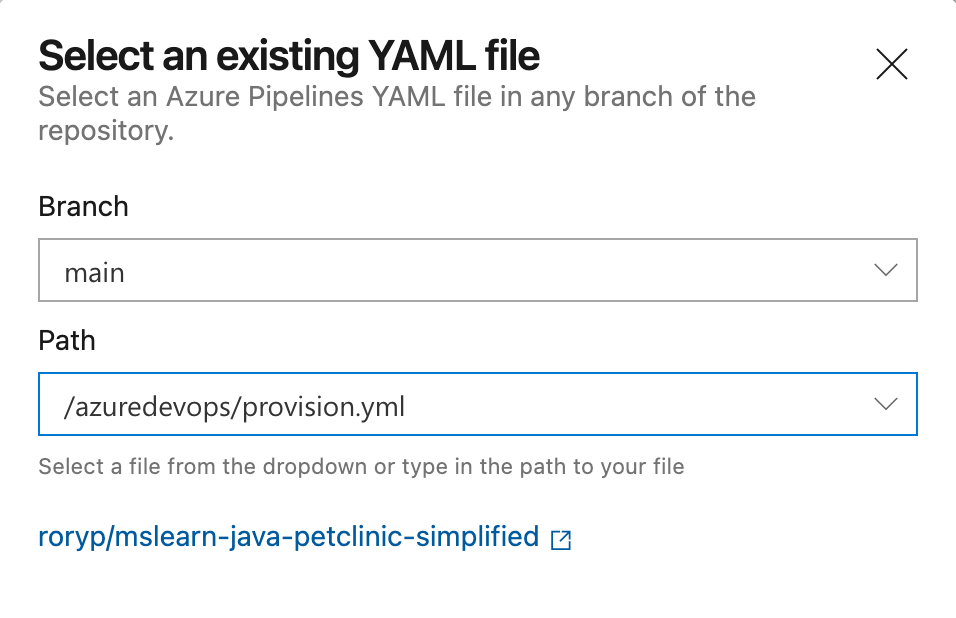 Select an existing YAML file
Select an Azure Pipelines YAML file in any branch of the
repository.
Branch
main
Path
/azuredevops/provision.yml
Select a file from the dropdown or type in the path to your file
roryp/mslearn-java-petclinic-simplified